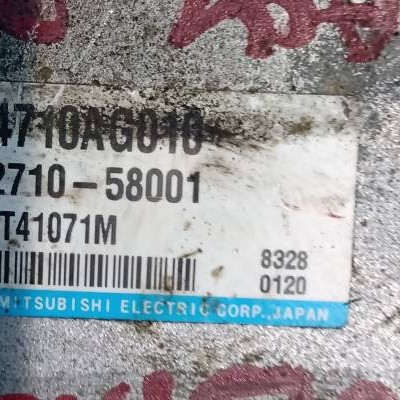 4710AG010
2710-58001
T41071M
8328
0120
MITSUBISHI ELECTRIC CORP., JAPAN